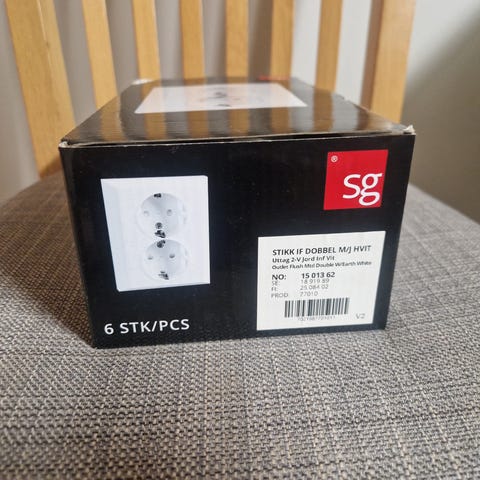 ® sg
STIKK IF DOBBEL M/J HVIT
Uttag 2-V Jord Inf Vit
Outlet Flush Mtd Double W/Earth White
NO: 15 013 62
SE: 18 919 89
FI: 25 084 02
PROD: 77010
V2
6 STK/PCS